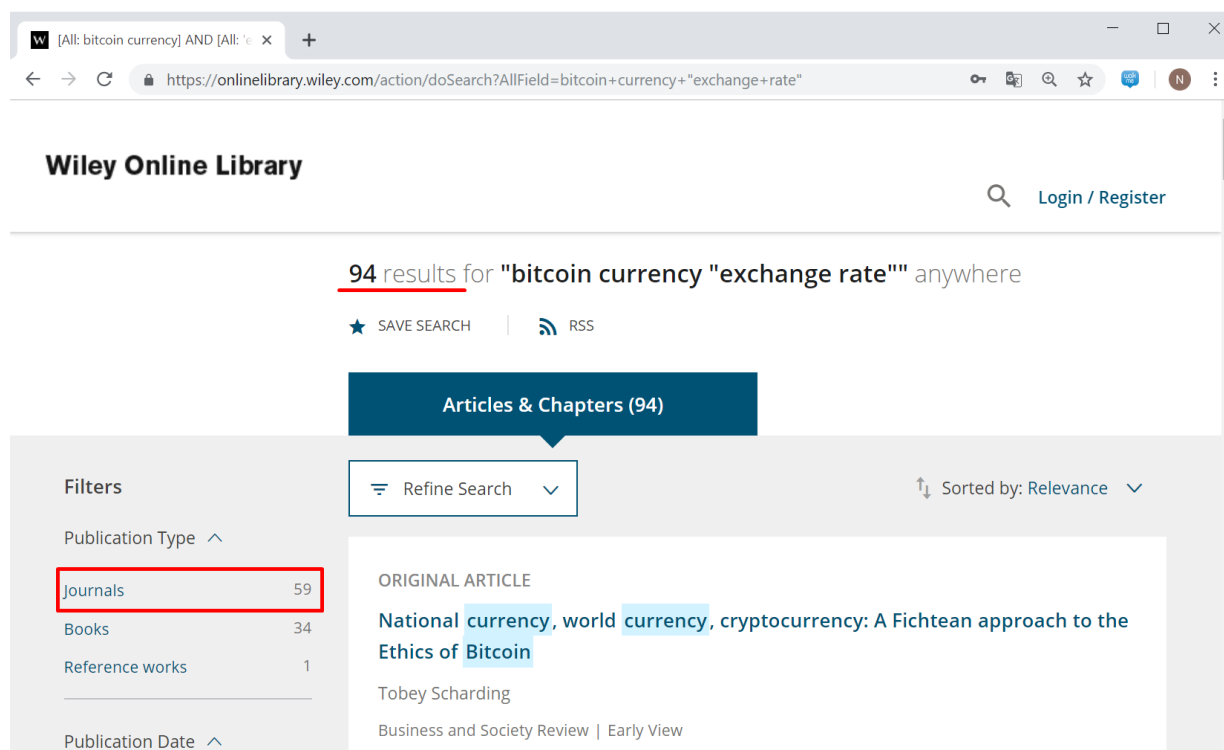 [All: bitcoin currency] AND [All: 'e
https://onlinelibrary.wiley.com/action/doSearch?AllField=bitcoin+currency+"exchange+rate"
N
Wiley Online Library
Login / Register
94 results for "bitcoin currency "exchange rate"" anywhere
SAVE SEARCH
RSS
Articles & Chapters (94)
Filters
Refine Search
Sorted by: Relevance
Publication Type
Journals 59
Books 34
Reference works 1
Publication Date
ORIGINAL ARTICLE
National currency, world currency, cryptocurrency: A Fichtean approach to the
Ethics of Bitcoin
Tobey Scharding
Business and Society Review | Early View